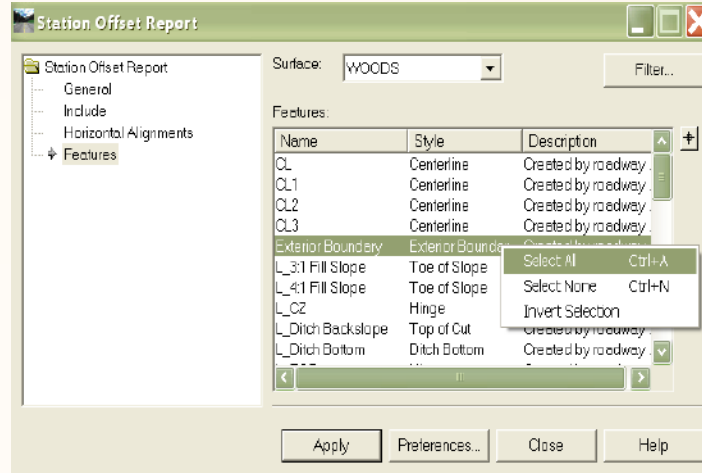 Station Offset Report
Station Offset Report
General
Include
Horizontal Alignments
Features
Surface: WOODS Filter...
Features:
Name Style Description
CL Centerline Created by roadway .
CL1 Centerline Created by roadway .
CL2 Centerline Created by roadway .
CL3 Centerline Created by roadway .
Exterior Boundary Exterior Boundar
L_3:1 Fill Slope Toe of Slope
L_4:1 Fill Slope Toe of Slope
L_CZ Hinge
L_Ditch Backslope Top of Cut
L_Ditch Bottom Ditch Bottom Created by roadway .
Select All Ctrl+A
Select None Ctrl+N
Invert Selection
Apply Preferences... Close Help